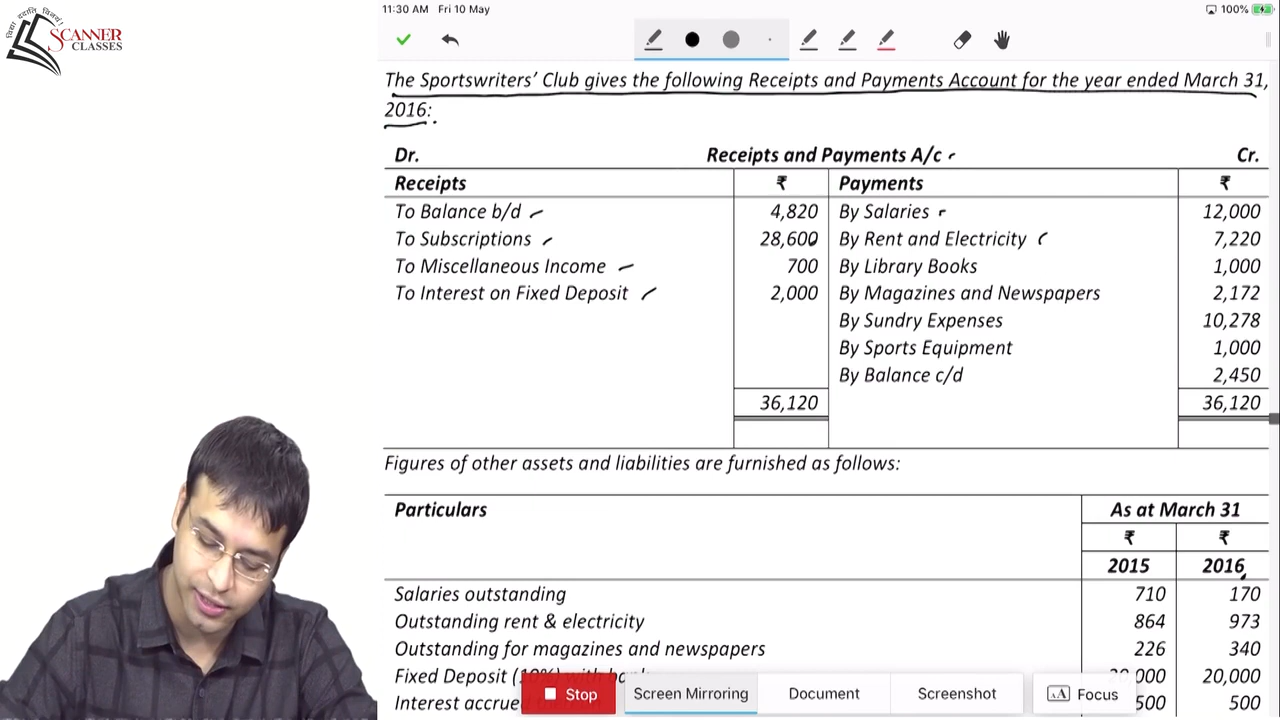 11:30 AM Fri 10 May
100%
SCANNER
CLASSES
The Sportswriters' Club gives the following Receipts and Payments Account for the year ended March 31,
2016:
Dr. Receipts and Payments A/c Cr.
Receipts ₹ Payments ₹
To Balance b/d 4,820 By Salaries 12,000
To Subscriptions 28,600 By Rent and Electricity 7,220
To Miscellaneous Income 700 By Library Books 1,000
To Interest on Fixed Deposit 2,000 By Magazines and Newspapers 2,172
By Sundry Expenses 10,278
By Sports Equipment 1,000
By Balance c/d 2,450
36,120 36,120
Figures of other assets and liabilities are furnished as follows:
Particulars As at March 31
₹ ₹
2015 2016
Salaries outstanding 710 170
Outstanding rent & electricity 864 973
Outstanding for magazines and newspapers 226 340
Fixed Deposit (10%) with 20,000
Interest 500 500
Stop Screen Mirroring Document Screenshot AA Focus